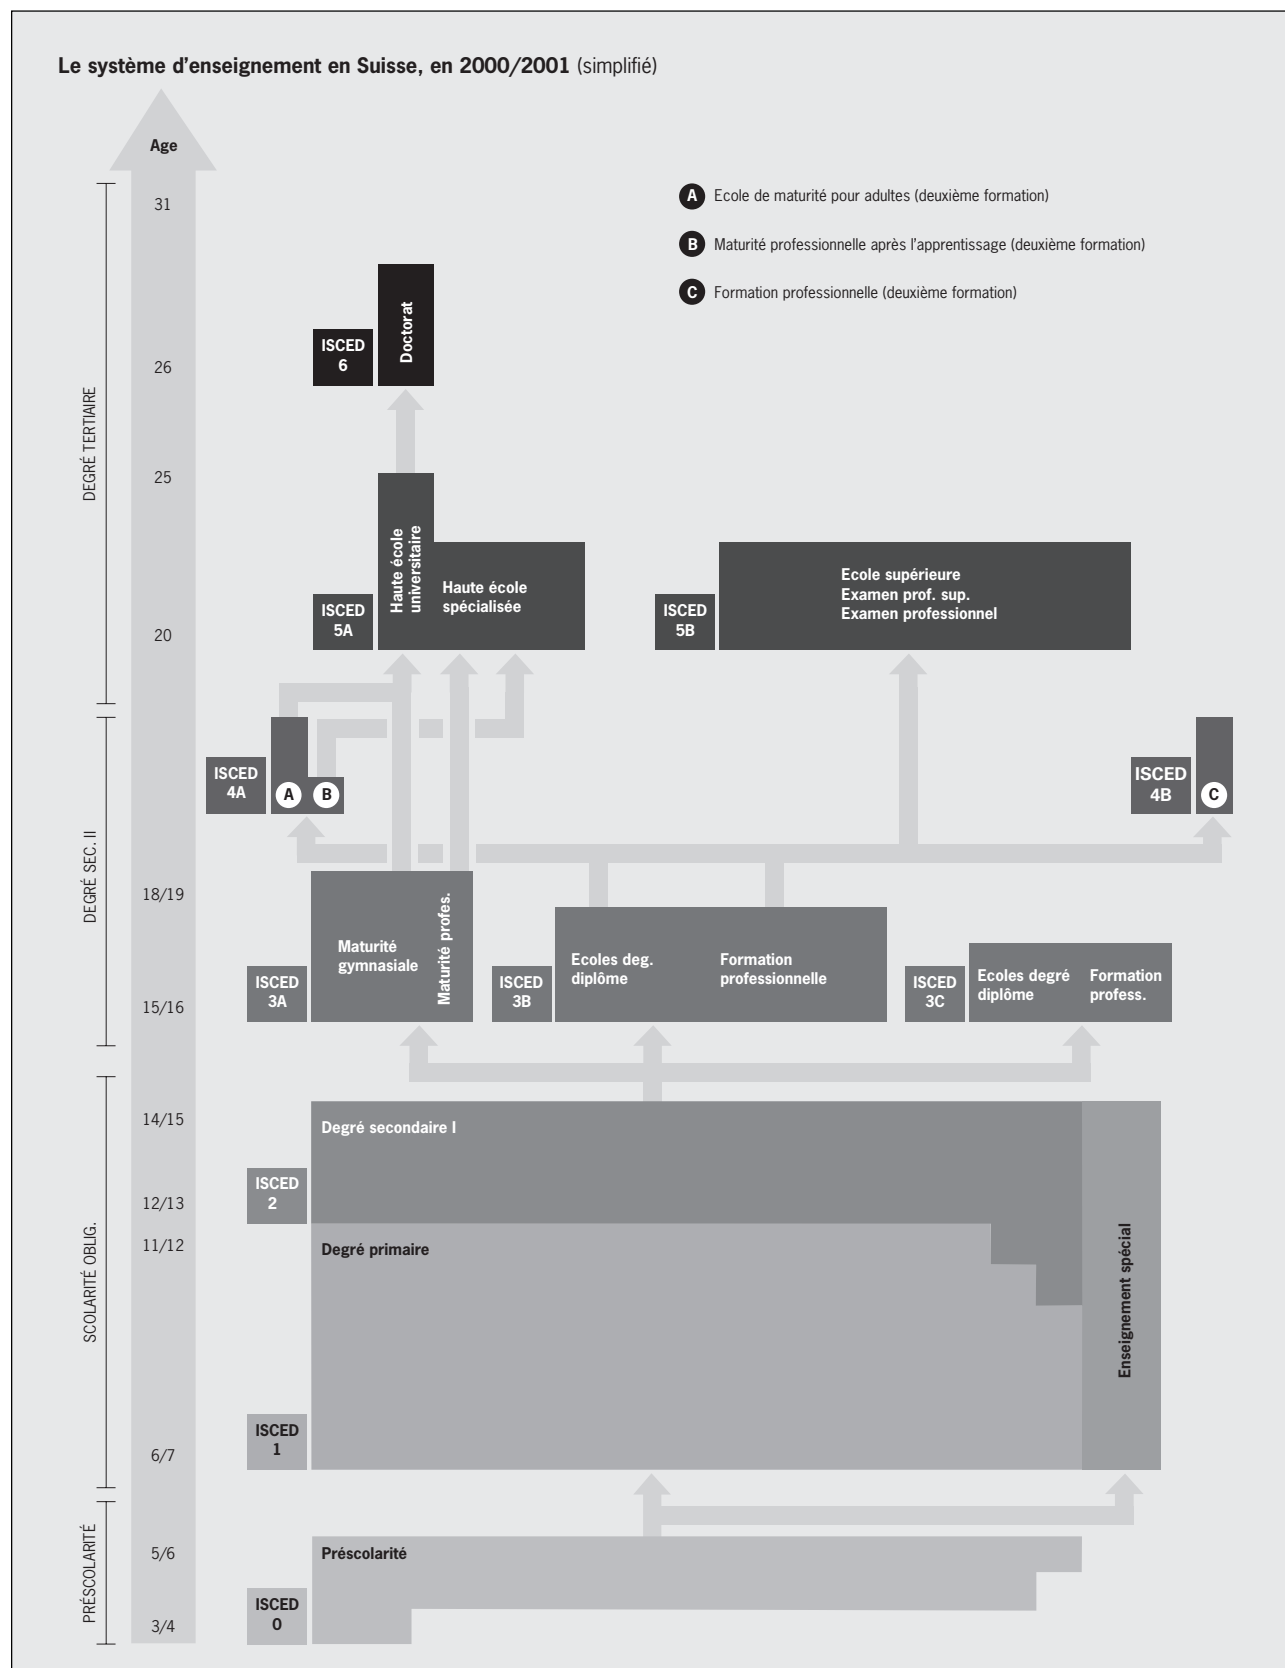 Le système d'enseignement en Suisse, en 2000/2001 (simplifié)
Age
31
A Ecole de maturité pour adultes (deuxième formation)
B Maturité professionnelle après l'apprentissage (deuxième formation)
C Formation professionnelle (deuxième formation)
DEGRÉ TERTIAIRE
Doctorat
ISCED
6
26
25
Haute école
universitaire
Haute école
spécialisée
ISCED
5A
Ecole supérieure
Examen prof. sup.
Examen professionnel
ISCED
5B
20
DEGRÉ SEC. II
ISCED
4A
A
B
ISCED
4B
C
18/19
Maturité
gymnasiale
Maturité profes.
ISCED
3A
Ecoles deg.
diplôme
Formation
professionnelle
ISCED
3B
Ecoles degré
diplôme
Formation
profess.
ISCED
3C
15/16
SCOLARITÉ OBLIG.
14/15
Degré secondaire I
ISCED
2
12/13
11/12
Degré primaire
Enseignement spécial
ISCED
1
6/7
PRÉSCOLARITÉ
5/6
Préscolarité
ISCED
0
3/4